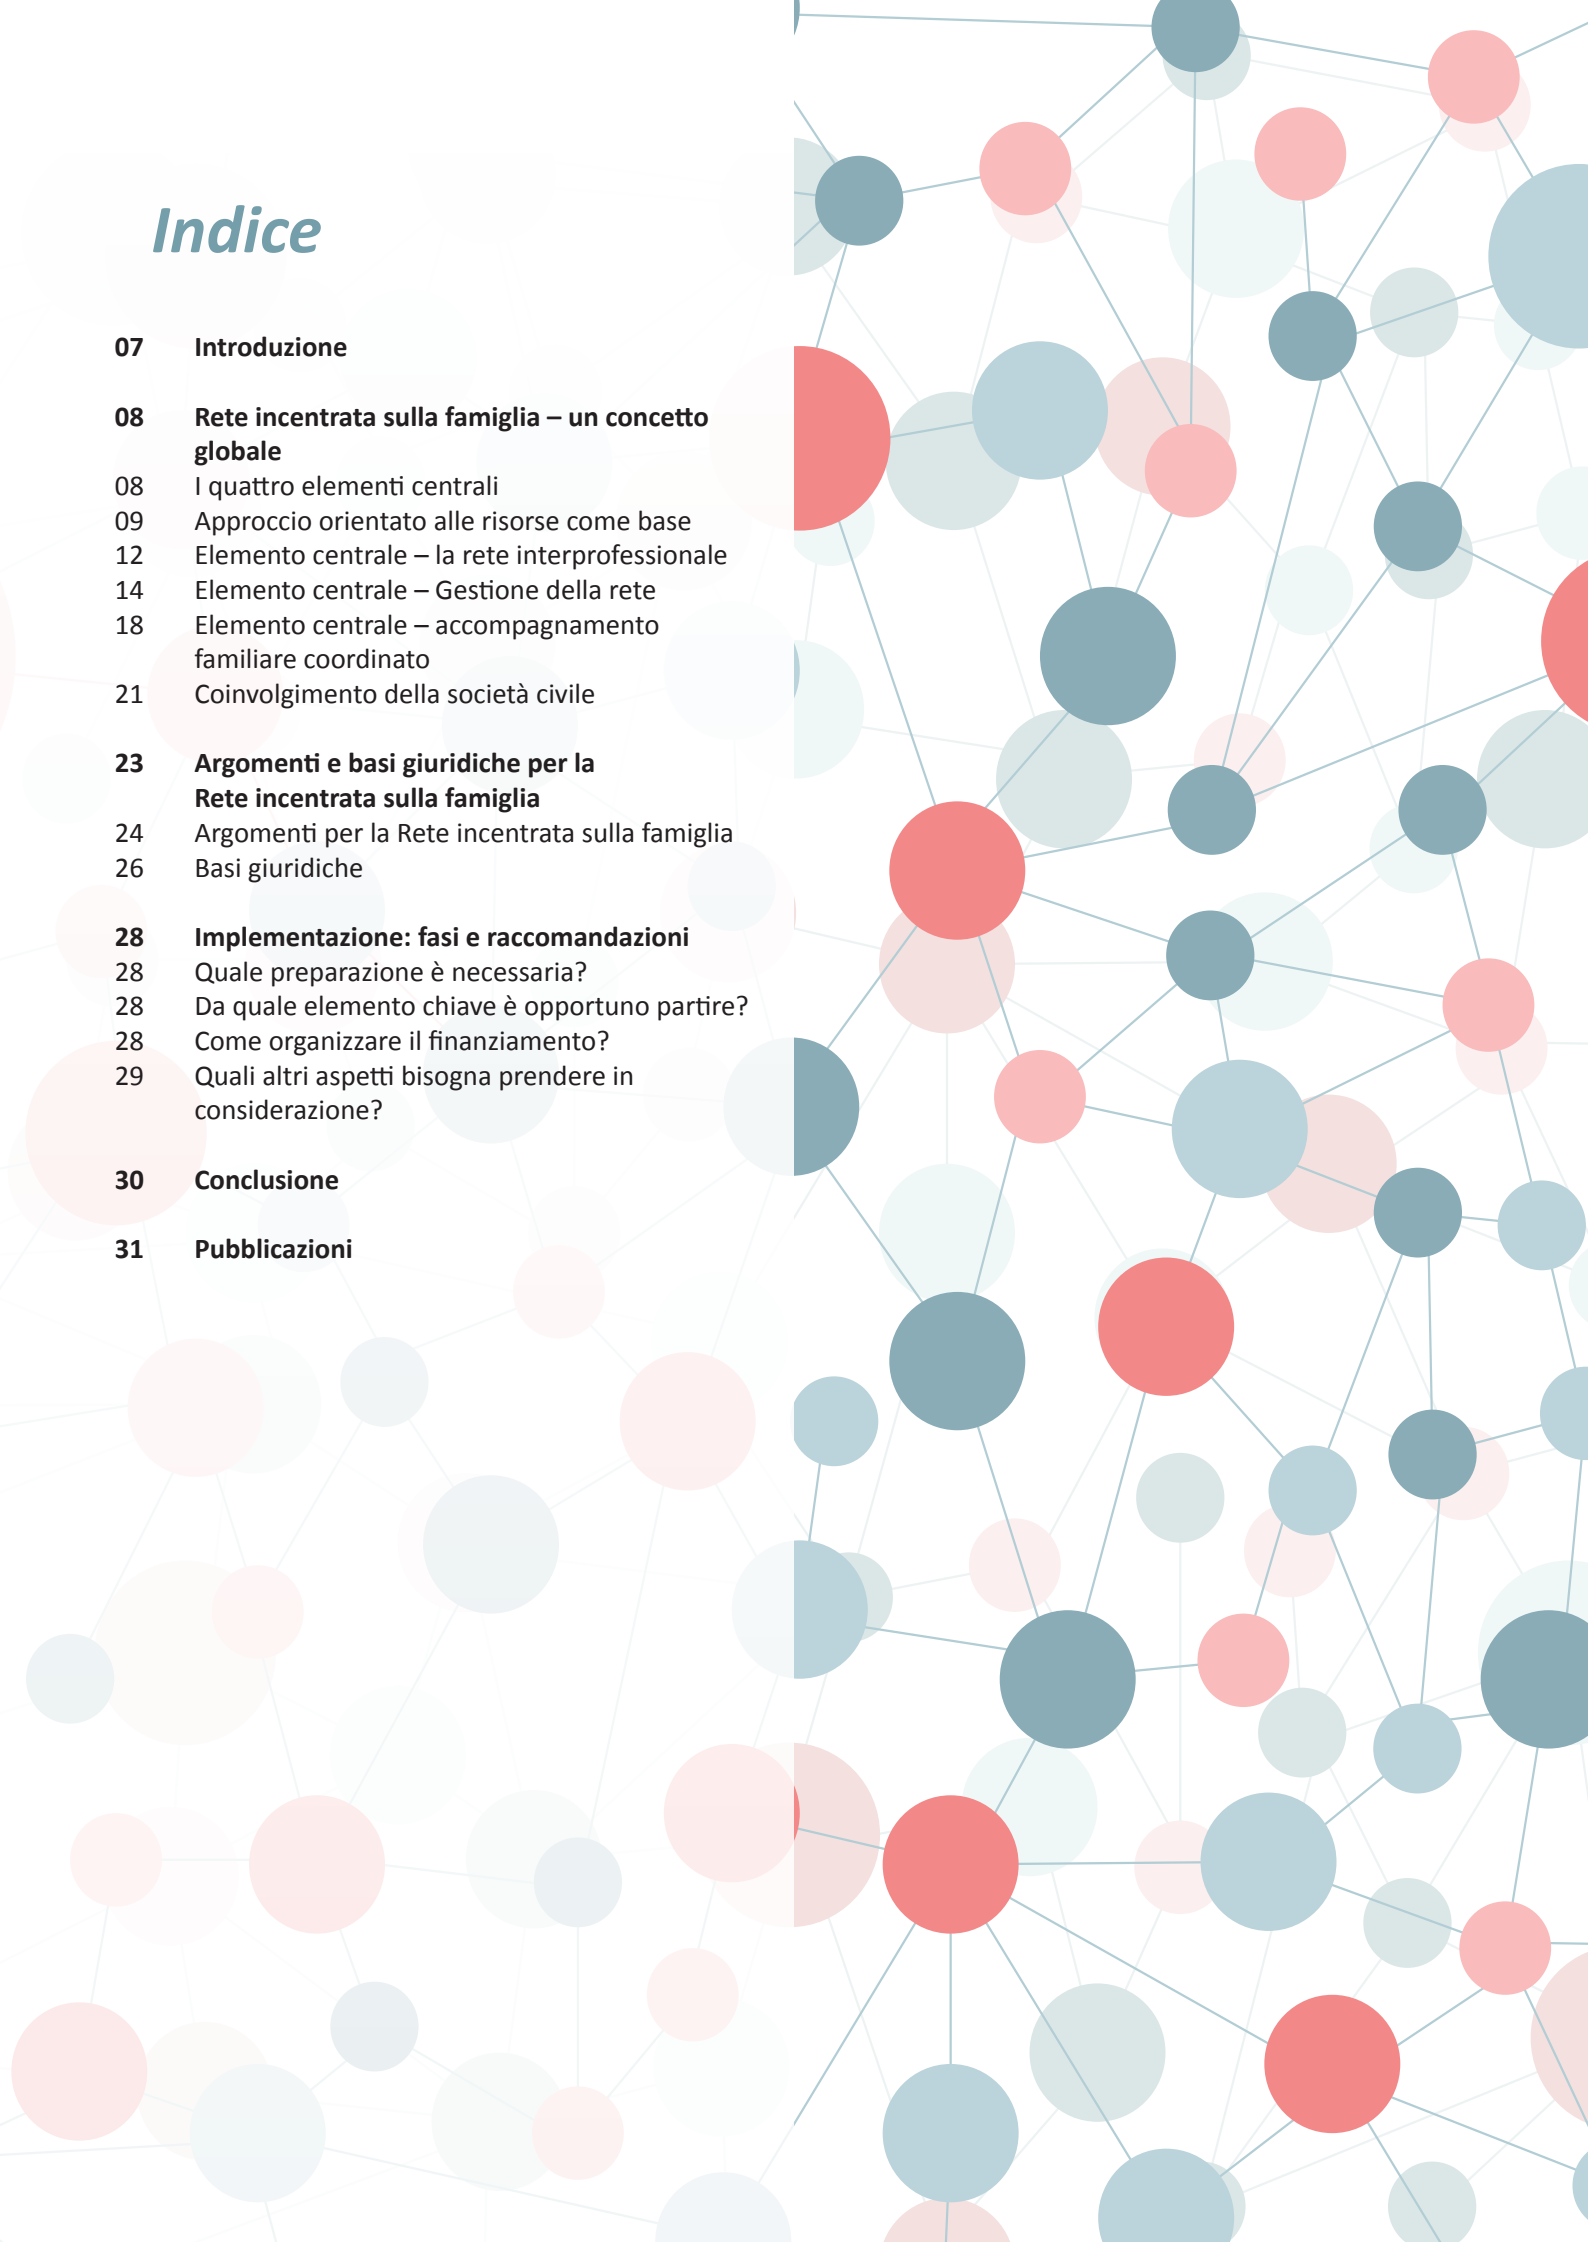 Indice
07 Introduzione
08 Rete incentrata sulla famiglia – un concetto
globale
08 I quattro elementi centrali
09 Approccio orientato alle risorse come base
12 Elemento centrale – la rete interprofessionale
14 Elemento centrale – Gestione della rete
18 Elemento centrale – accompagnamento
familiare coordinato
21 Coinvolgimento della società civile
23 Argomenti e basi giuridiche per la
Rete incentrata sulla famiglia
24 Argomenti per la Rete incentrata sulla famiglia
26 Basi giuridiche
28 Implementazione: fasi e raccomandazioni
28 Quale preparazione è necessaria?
28 Da quale elemento chiave è opportuno partire?
28 Come organizzare il finanziamento?
29 Quali altri aspetti bisogna prendere in
considerazione?
30 Conclusione
31 Pubblicazioni